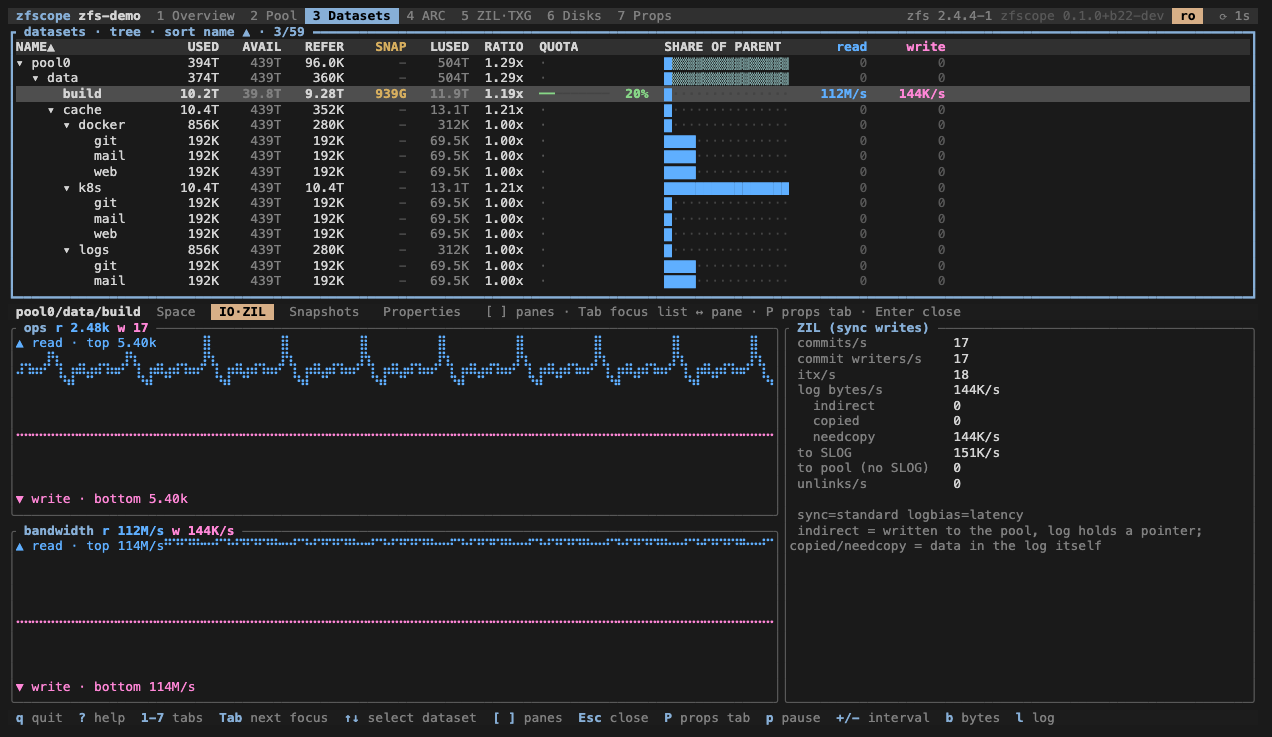 zfscope zfs-demo 1 Overview 2 Pool 3 Datasets 4 ARC 5 ZIL·TXG 6 Disks 7 Props zfs 2.4.4-1 zfscope 0.1.0+b22-dev ro ⟳ 1s
datasets · tree · sort name ▲ · 3/59
NAME▲ USED AVAIL REFER SNAP LUSED RATIO QUOTA SHARE OF PARENT read write
▾ pool0 394T 439T 96.0K — 504T 1.29x · 0 0
▾ data 374T 439T 360K — 504T 1.29x · 0 0
build 10.2T 39.8T 9.28T 939G 11.9T 1.19x 20% 112M/s 144K/s
▾ cache 10.4T 439T 352K — 13.1T 1.21x · 0 0
▾ docker 856K 439T 280K — 312K 1.00x · 0 0
git 192K 439T 192K — 69.5K 1.00x · 0 0
mail 192K 439T 192K — 69.5K 1.00x · 0 0
web 192K 439T 192K — 69.5K 1.00x · 0 0
▾ k8s 10.4T 439T 10.4T — 13.1T 1.21x · 0 0
git 192K 439T 192K — 69.5K 1.00x · 0 0
mail 192K 439T 192K — 69.5K 1.00x · 0 0
web 192K 439T 192K — 69.5K 1.00x · 0 0
▾ logs 856K 439T 280K — 312K 1.00x · 0 0
git 192K 439T 192K — 69.5K 1.00x · 0 0
mail 192K 439T 192K — 69.5K 1.00x · 0 0
pool0/data/build Space IO·ZIL Snapshots Properties [ ] panes · Tab focus list ↔ pane · P props tab · Enter close
ops r 2.48k w 17
▲ read · top 5.40k
▼ write · bottom 5.40k
bandwidth r 112M/s w 144K/s
▲ read · top 114M/s
▼ write · bottom 114M/s
ZIL (sync writes)
commits/s 17
commit writers/s 17
itx/s 18
log bytes/s 144K/s
indirect 0
copied 0
needcopy 144K/s
to SLOG 151K/s
to pool (no SLOG) 0
unlinks/s 0
sync=standard logbias=latency
indirect = written to the pool, log holds a pointer;
copied/needcopy = data in the log itself
q quit ? help 1-7 tabs Tab next focus ↑↓ select dataset [ ] panes Esc close P props tab p pause +/- interval b bytes l log